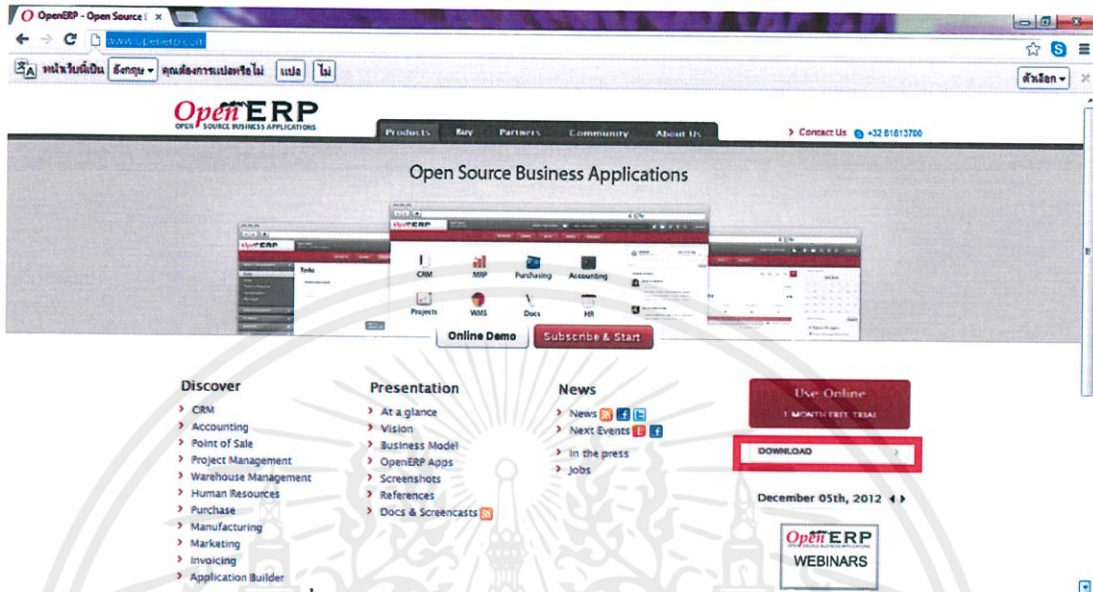 OpenERP - Open Source
www.openerp.com
หน้าเว็บนี้เป็น อังกฤษ คุณต้องการแปลหรือไม่ แปล ไม่ ตัวเลือก
OpenERP
OPEN SOURCE BUSINESS APPLICATIONS
Products Buy Partners Community About Us
Contact Us +32 81813700
Open Source Business Applications
OpenERP
CRM MRP Purchasing Accounting
Projects WMS Docs HR
Online Demo Subscribe & Start
Discover
CRM
Accounting
Point of Sale
Project Management
Warehouse Management
Human Resources
Purchase
Manufacturing
Marketing
Invoicing
Application Builder
Presentation
At a glance
Vision
Business Model
OpenERP Apps
Screenshots
References
Docs & Screencasts
News
News
Next Events
In the press
Jobs
Use Online
1 MONTH FREE TRIAL
DOWNLOAD
December 05th, 2012
OpenERP
WEBINARS